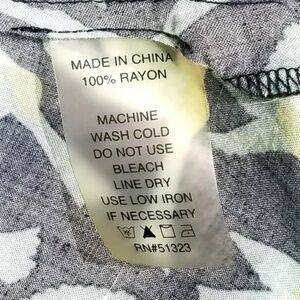 MADE IN CHINA
100% RAYON
MACHINE
WASH COLD
DO NOT USE
BLEACH
LINE DRY
USE LOW IRON
IF NECESSARY
RN#51323